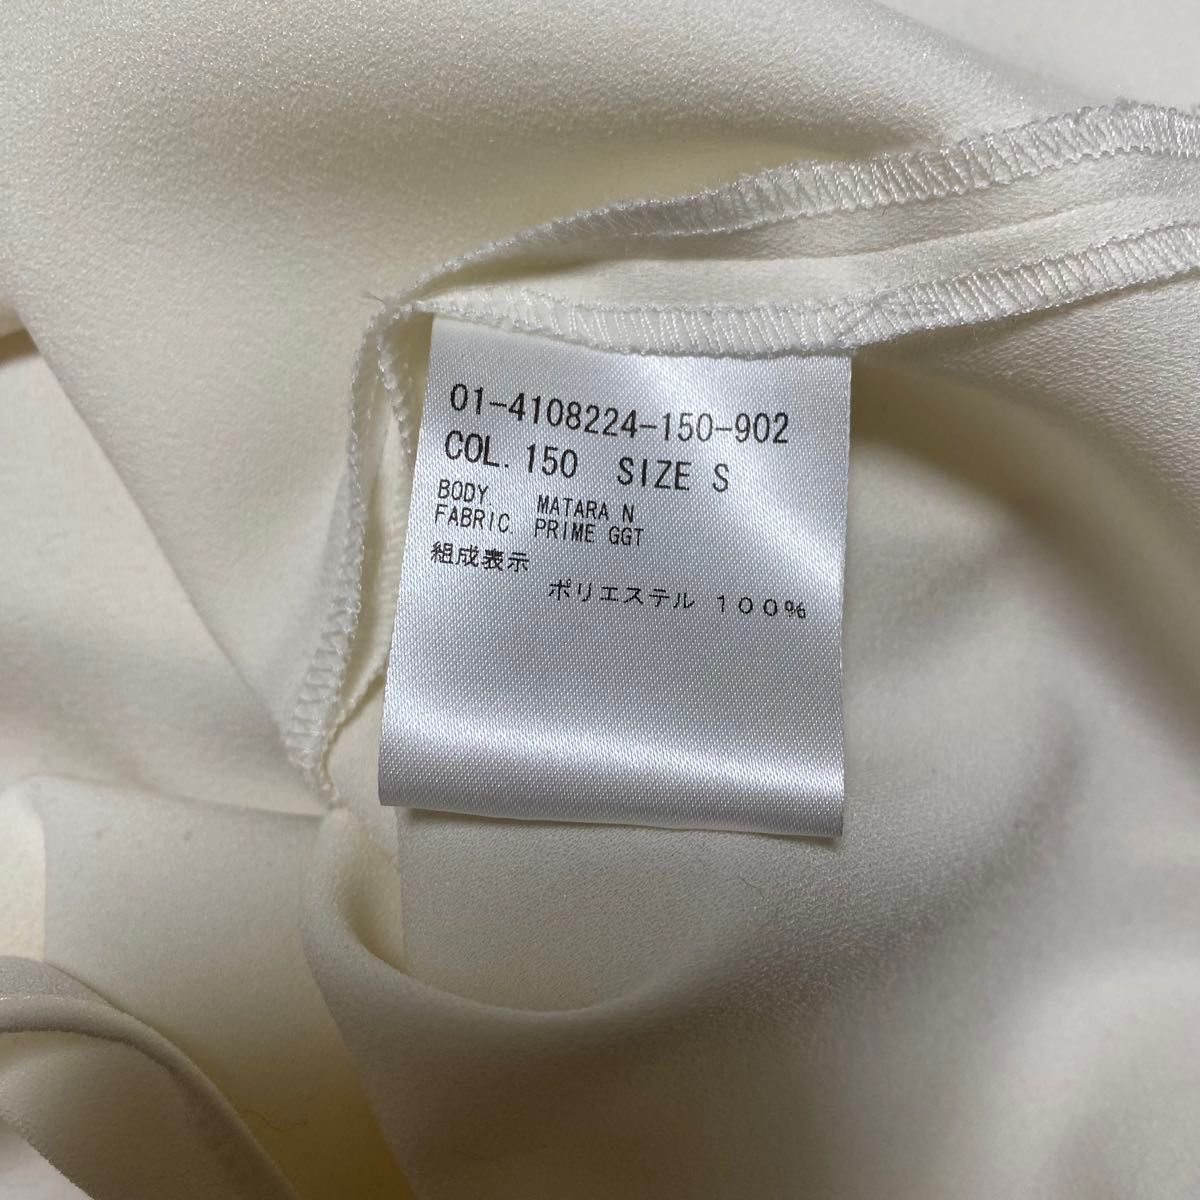 01-4108224-150-902
COL. 150 SIZE S
BODY MATARA N
FABRIC. PRIME GGT
組成表示
ポリエステル 100%